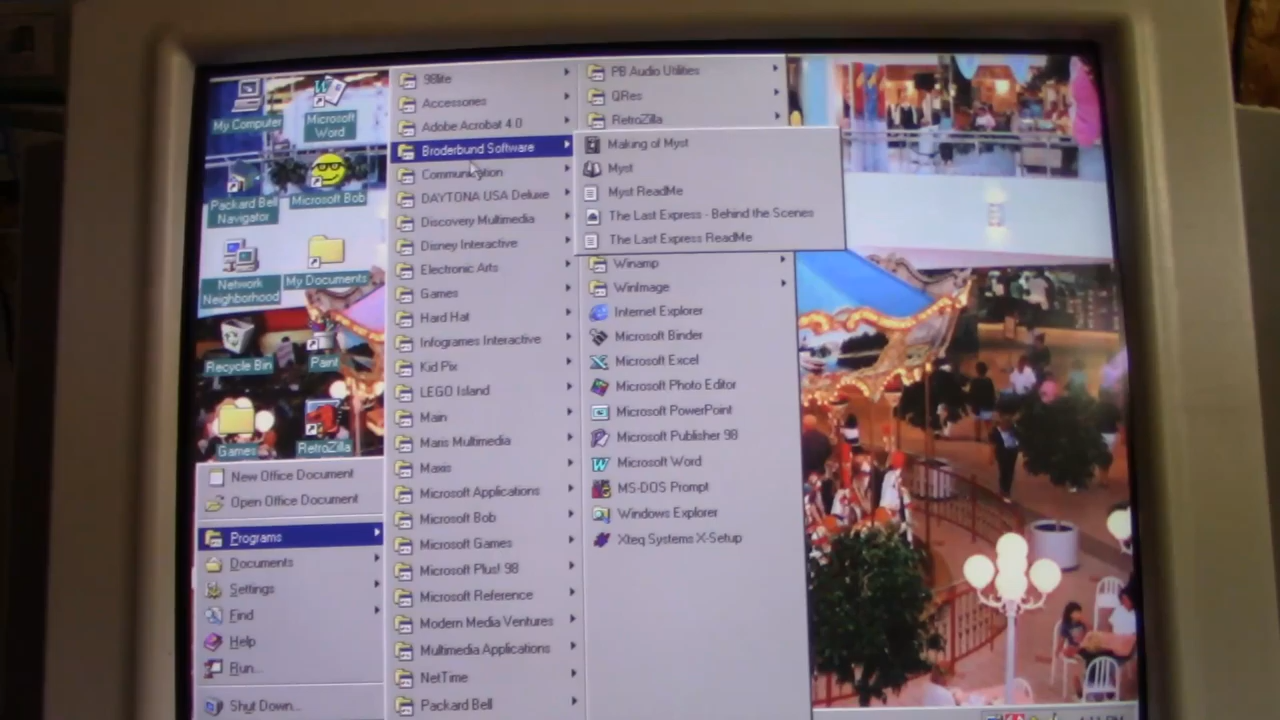 My Computer
Microsoft
Word
Packard Bell
Navigator
Microsoft Bob
Network
Neighborhood
My Documents
Recycle Bin
Paint
Games
RetroZilla
New Office Document
Open Office Document
Programs
Documents
Settings
Find
Help
Run...
Shut Down...
98lite
Accessories
Adobe Acrobat 4.0
Broderbund Software
Communication
DAYTONA USA Deluxe
Discovery Multimedia
Disney Interactive
Electronic Arts
Games
Hard Hat
Infogrames Interactive
Kid Pix
LEGO Island
Main
Maris Multimedia
Maxis
Microsoft Applications
Microsoft Bob
Microsoft Games
Microsoft Plus! 98
Microsoft Reference
Modern Media Ventures
Multimedia Applications
NetTime
Packard Bell
PB Audio Utilities
QRes
RetroZilla
Making of Myst
Myst
Myst ReadMe
The Last Express - Behind the Scenes
The Last Express ReadMe
Winamp
WinImage
Internet Explorer
Microsoft Binder
Microsoft Excel
Microsoft Photo Editor
Microsoft PowerPoint
Microsoft Publisher 98
Microsoft Word
MS-DOS Prompt
Windows Explorer
Xteq Systems X-Setup